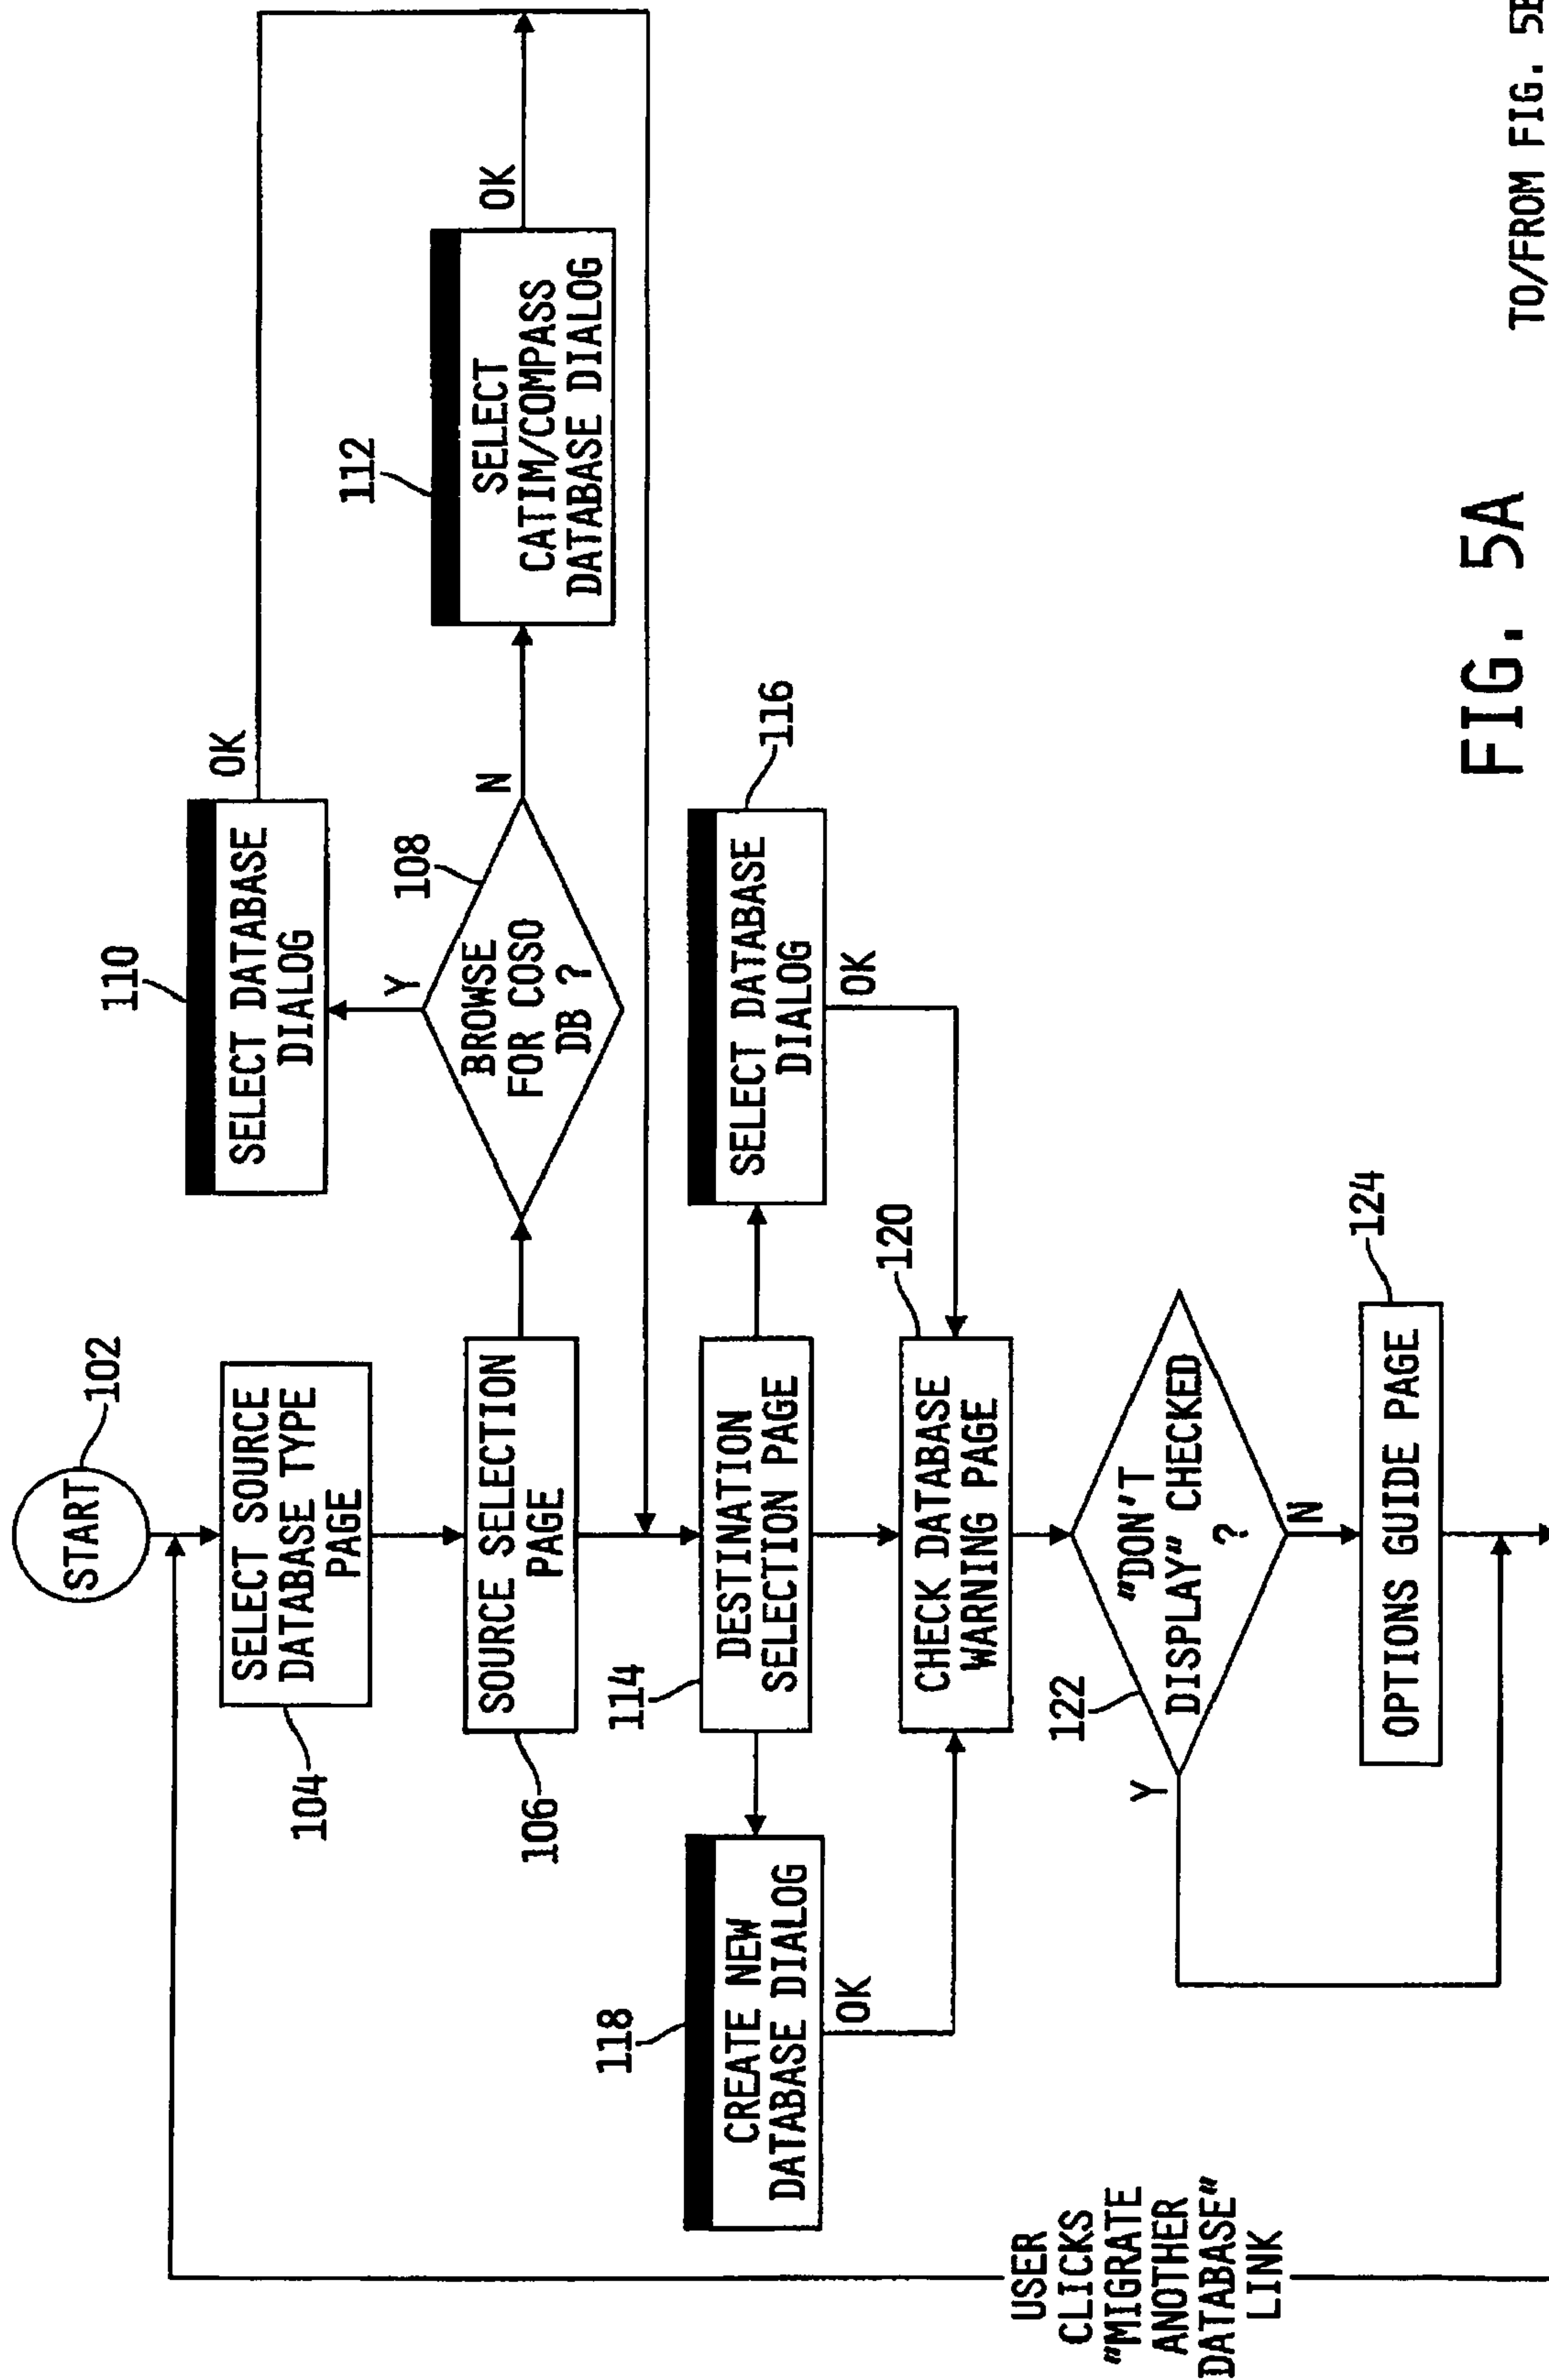 102
START
104
SELECT SOURCE
DATABASE TYPE
PAGE
106
SOURCE SELECTION
PAGE
108
BROWSE
FOR COSO
DB ?
Y
N
110
SELECT DATABASE
DIALOG
OK
112
SELECT
CATIM/COMPASS
DATABASE DIALOG
OK
114
DESTINATION
SELECTION PAGE
116
SELECT DATABASE
DIALOG
OK
118
CREATE NEW
DATABASE DIALOG
OK
120
CHECK DATABASE
WARNING PAGE
122
"DON'T
DISPLAY" CHECKED
?
Y
N
124
OPTIONS GUIDE PAGE
USER
CLICKS
"MIGRATE
ANOTHER
DATABASE"
LINK
FIG. 5A
TO/FROM FIG. 5B